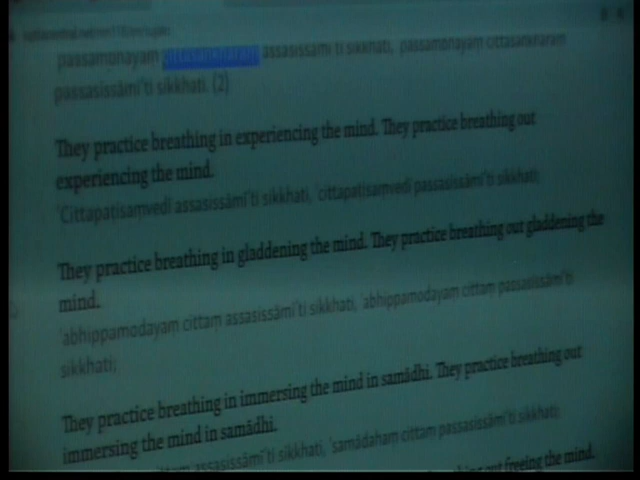 passambhayaṁ cittasaṅkhāraṁ assasissāmī'ti sikkhati, 'passambhayaṁ cittasaṅkhāraṁ
passasissāmī'ti sikkhati. (2)
They practice breathing in experiencing the mind. They practice breathing out
experiencing the mind.
'Cittapaṭisaṁvedī assasissāmī'ti sikkhati, 'cittapaṭisaṁvedī passasissāmī'ti sikkhati;
They practice breathing in gladdening the mind. They practice breathing out gladdening the
mind.
'abhippamodayaṁ cittaṁ assasissāmī'ti sikkhati, 'abhippamodayaṁ cittaṁ passasissāmī'ti
sikkhati;
They practice breathing in immersing the mind in samādhi. They practice breathing out
immersing the mind in samādhi.
cittaṁ assasissāmī'ti sikkhati, 'samādahaṁ cittaṁ passasissāmī'ti sikkhati;
out freeing the mind.